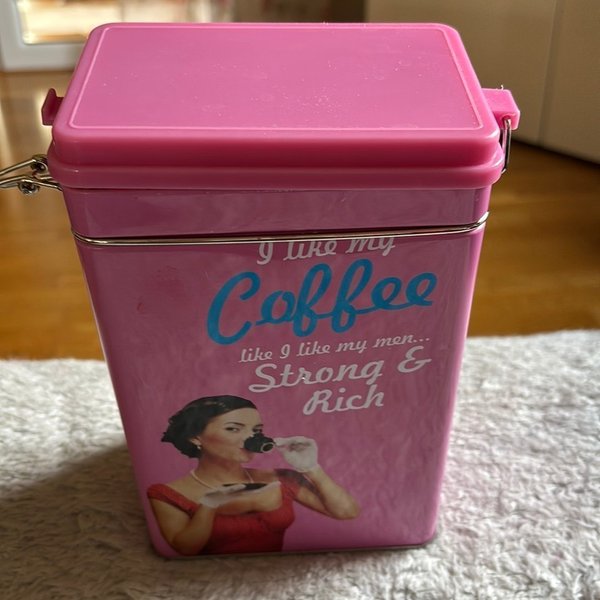 I like my
Coffee
like I like my men...
Strong &
Rich